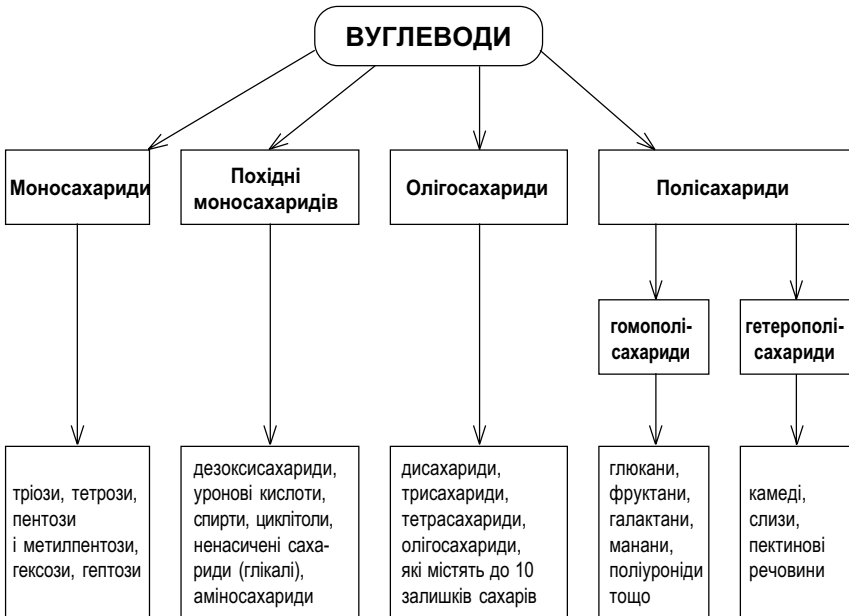 ВУГЛЕВОДИ
Моносахариди
Похідні
моносахаридів
Олігосахариди
Полісахариди
гомополі-
сахариди
гетерополі-
сахариди
тріози, тетрози,
пентози
і метилпентози,
гексози, гептози
дезоксисахариди,
уронові кислоти,
спирти, циклітоли,
ненасичені саха-
риди (глікалі),
аміносахариди
дисахариди,
трисахариди,
тетрасахариди,
олігосахариди,
які містять до 10
залишків сахарів
глюкани,
фруктани,
галактани,
манани,
поліуроніди
тощо
камеді,
слизи,
пектинові
речовини